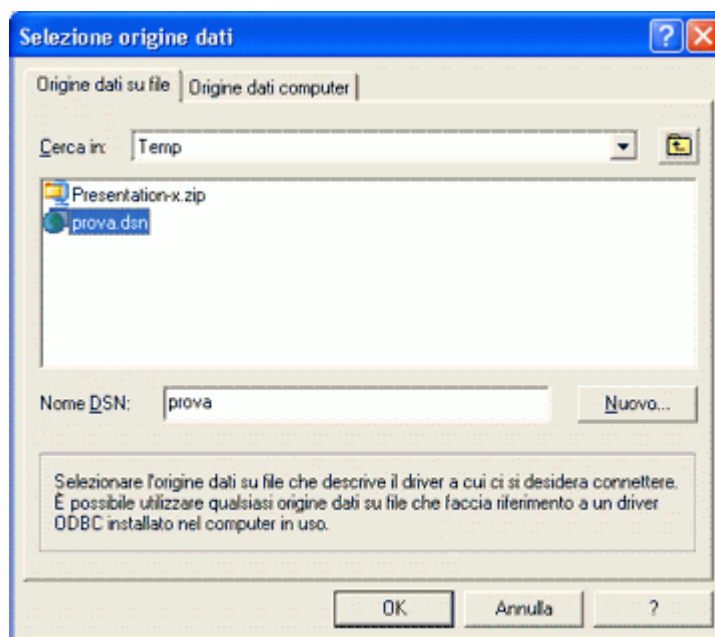 Selezione origine dati
Origine dati su file Origine dati computer
Cerca in: Temp
Presentation-x.zip
prova.dsn
Nome DSN: prova Nuovo...
Selezionare l'origine dati su file che descrive il driver a cui ci si desidera connettere.
È possibile utilizzare qualsiasi origine dati su file che faccia riferimento a un driver
ODBC installato nel computer in uso.
OK Annulla ?